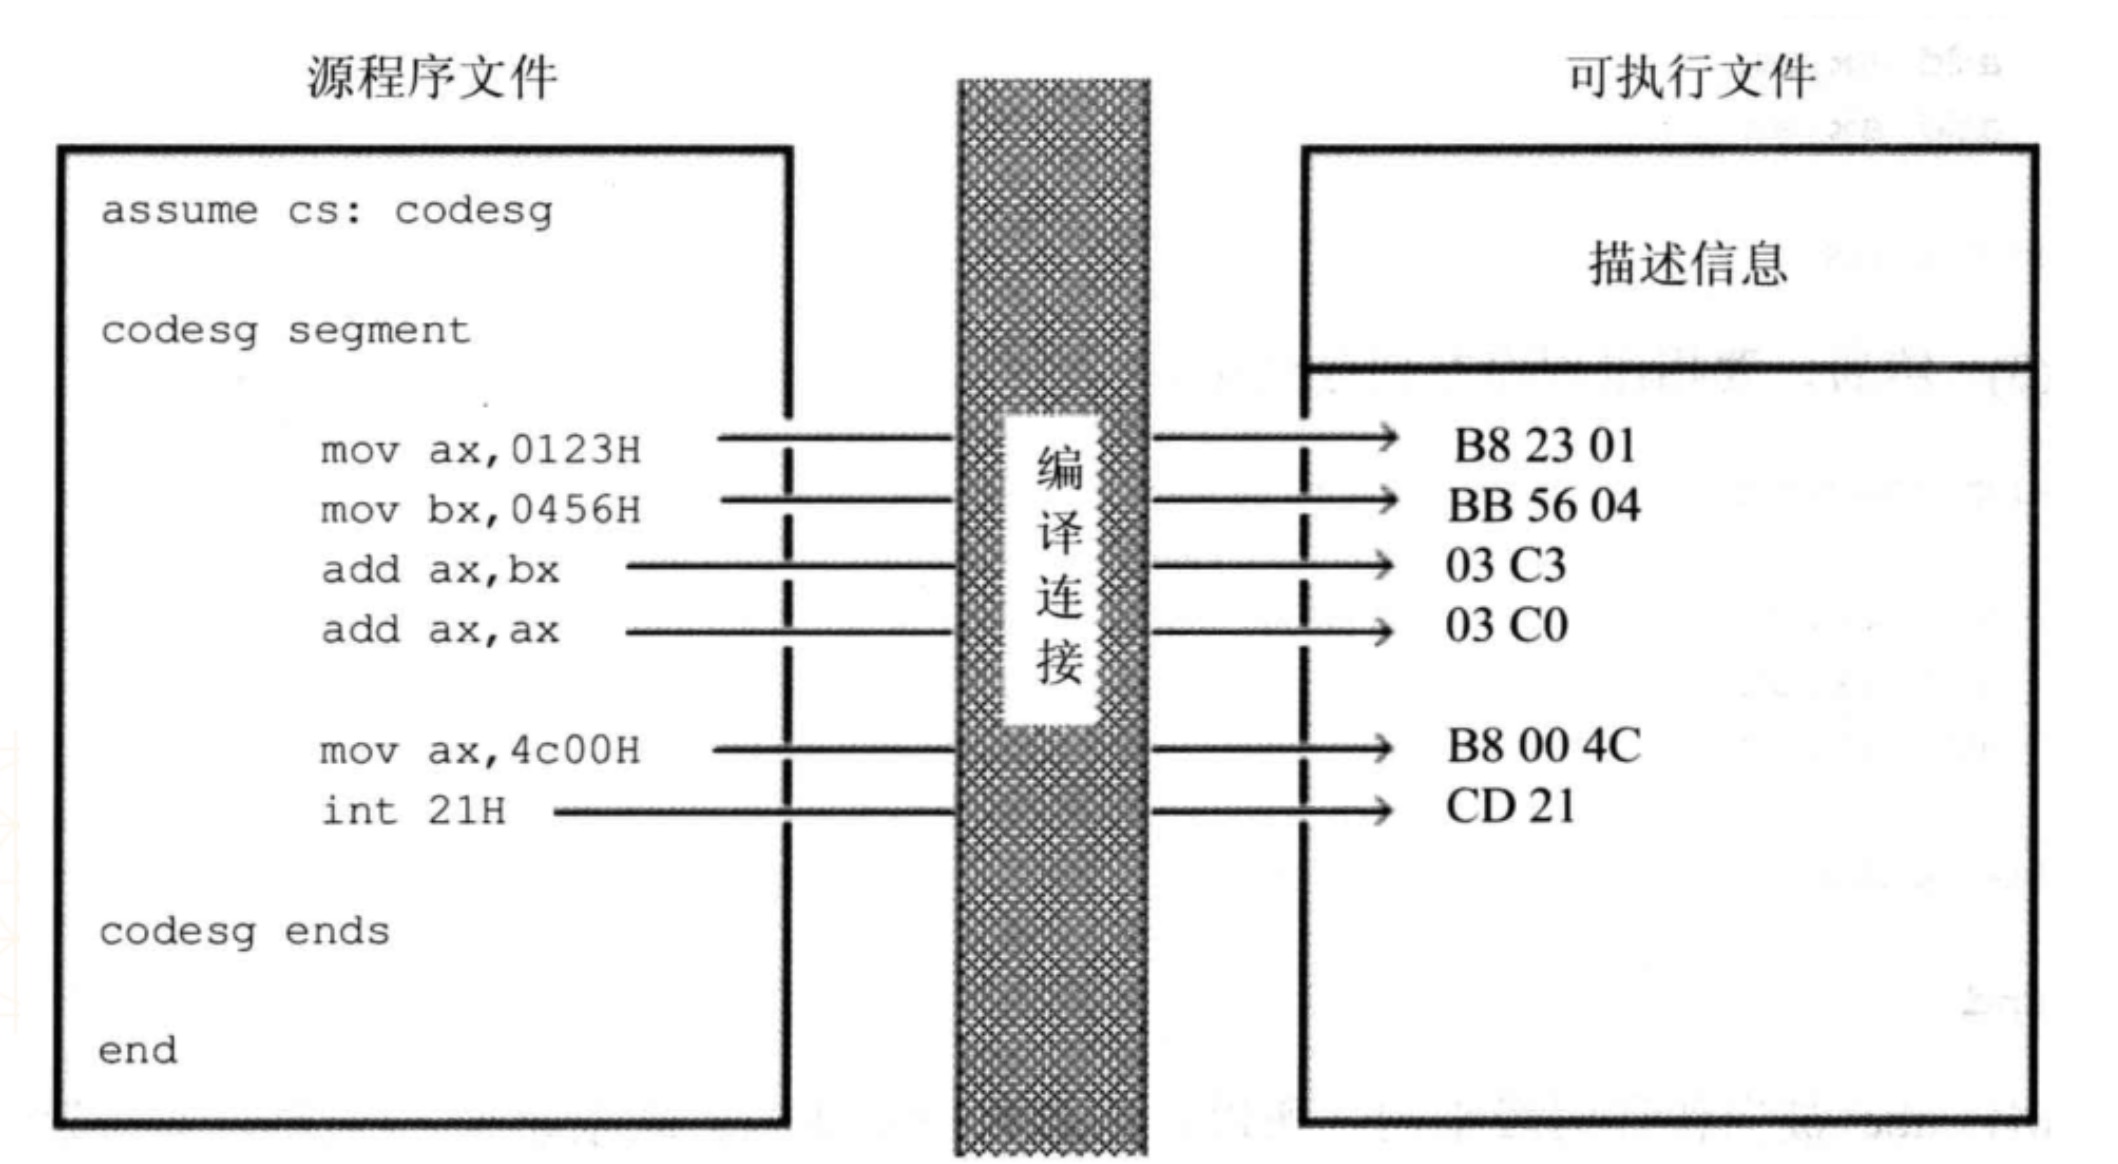 源程序文件
assume cs: codesg
codesg segment
mov ax,0123H
mov bx,0456H
add ax,bx
add ax,ax
mov ax,4c00H
int 21H
codesg ends
end
编译连接
可执行文件
描述信息
B8 23 01
BB 56 04
03 C3
03 C0
B8 00 4C
CD 21